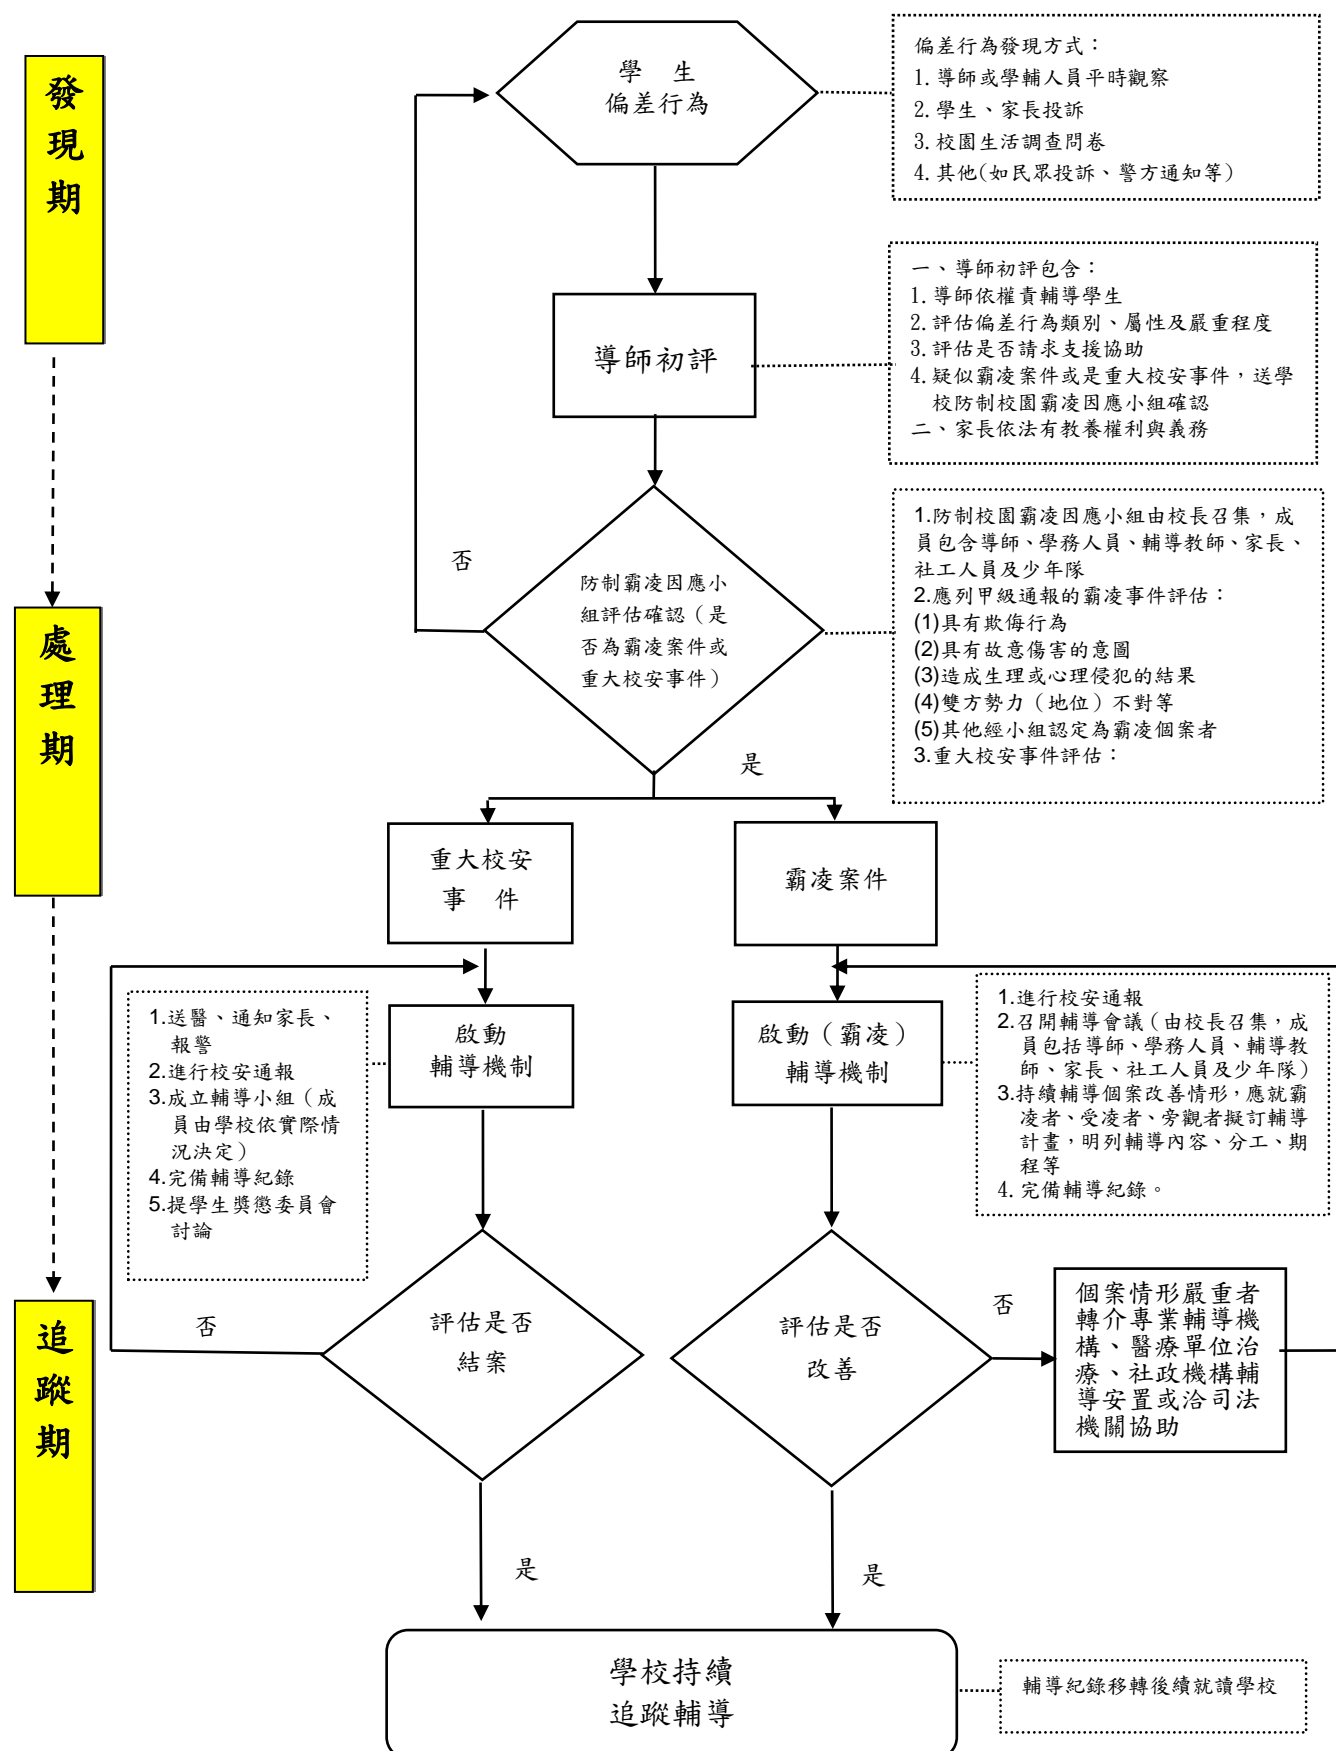 發
現
期
學　生
偏差行為
偏差行為發現方式：
1.導師或學輔人員平時觀察
2.學生、家長投訴
3.校園生活調查問卷
4.其他(如民眾投訴、警方通知等)
導師初評
一、導師初評包含：
1.導師依權責輔導學生
2.評估偏差行為類別、屬性及嚴重程度
3.評估是否請求支援協助
4.疑似霸凌案件或是重大校安事件，送學
校防制校園霸凌因應小組確認
二、家長依法有教養權利與義務
否
防制霸凌因應小
組評估確認（是
否為霸凌案件或
重大校安事件）
1.防制校園霸凌因應小組由校長召集，成
員包含導師、學務人員、輔導教師、家長、
社工人員及少年隊
2.應列甲級通報的霸凌事件評估：
(1)具有欺侮行為
(2)具有故意傷害的意圖
(3)造成生理或心理侵犯的結果
(4)雙方勢力（地位）不對等
(5)其他經小組認定為霸凌個案者
3.重大校安事件評估：
處
理
期
是
重大校安
事　件
霸凌案件
1.送醫、通知家長、
報警
2.進行校安通報
3.成立輔導小組（成
員由學校依實際情
況決定）
4.完備輔導紀錄
5.提學生獎懲委員會
討論
啟動
輔導機制
啟動（霸凌）
輔導機制
1.進行校安通報
2.召開輔導會議（由校長召集，成
員包括導師、學務人員、輔導教
師、家長、社工人員及少年隊）
3.持續輔導個案改善情形，應就霸
凌者、受凌者、旁觀者擬訂輔導
計畫，明列輔導內容、分工、期
程等
4.完備輔導紀錄。
追
蹤
期
否
評估是否
結案
評估是否
改善
否
個案情形嚴重者
轉介專業輔導機
構、醫療單位治
療、社政機構輔
導安置或洽司法
機關協助
是
是
學校持續
追蹤輔導
輔導紀錄移轉後續就讀學校